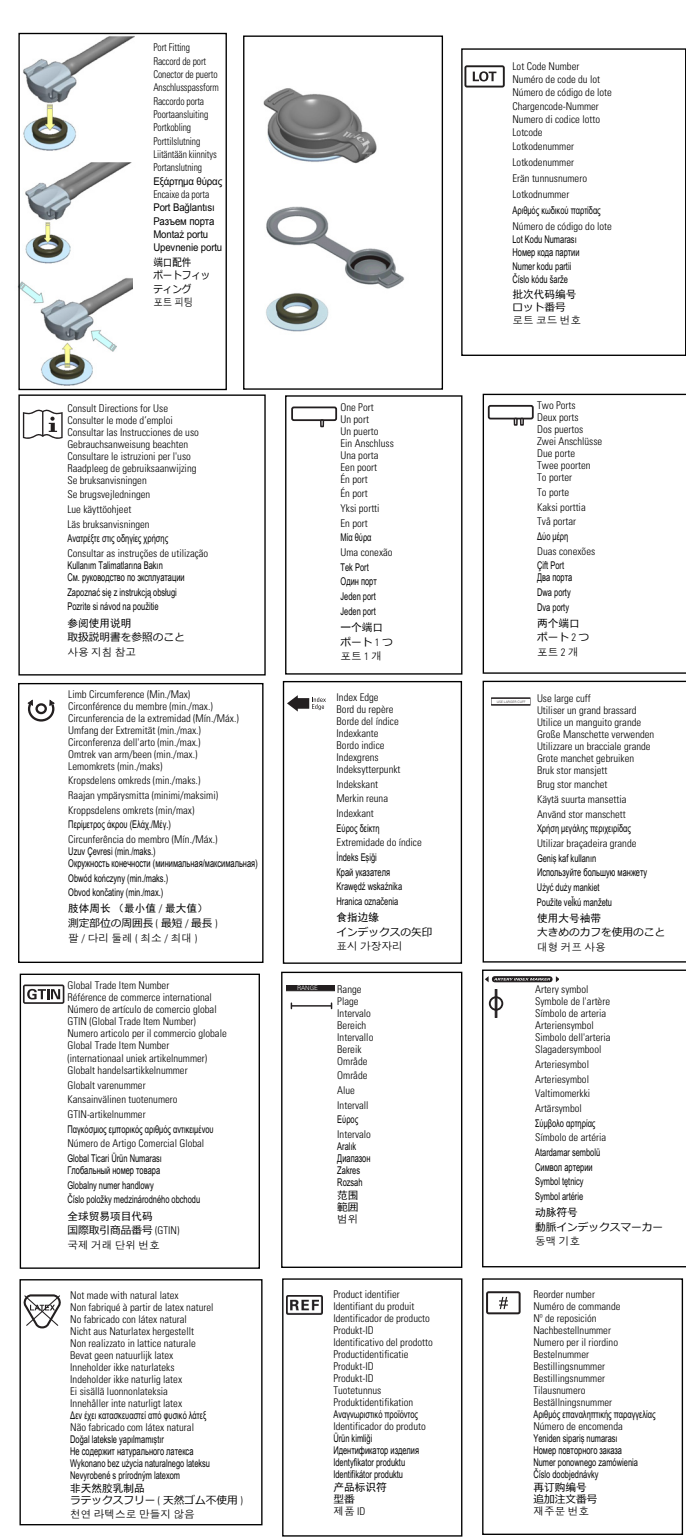 Port Fitting
Raccord de port
Conector de puerto
Anschlusspassform
Raccordo porta
Poortaansluiting
Portkobling
Porttilslutning
Liitäntään kiinnitys
Portanslutning
Εξάρτημα θύρας
Encaixe da porta
Port Bağlantısı
Разъем порта
Montaż portu
Upevnenie portu
端口配件
ポートフィッ
ティング
포트 피팅
LOT
Lot Code Number
Numéro de code du lot
Número de código de lote
Chargencode-Nummer
Numero di codice lotto
Lotcode
Lotkodenummer
Lotkodenummer
Erän tunnusnumero
Lotkodnummer
Αριθμός κωδικού παρτίδας
Número de código do lote
Lot Kodu Numarası
Номер кода партии
Numer kodu partii
Číslo kódu šarže
批次代码编号
ロット番号
로트 코드 번호
Consult Directions for Use
Consulter le mode d'emploi
Consultar las Instrucciones de uso
Gebrauchsanweisung beachten
Consultare le istruzioni per l'uso
Raadpleeg de gebruiksaanwijzing
Se bruksanvisningen
Se brugsvejledningen
Lue käyttöohjeet
Läs bruksanvisningen
Ανατρέξτε στις οδηγίες χρήσης
Consultar as instruções de utilização
Kullanım Talimatlarına Bakın
См. руководство по эксплуатации
Zapoznać się z instrukcją obsługi
Pozrite si návod na použitie
参阅使用说明
取扱説明書を参照のこと
사용 지침 참고
One Port
Un port
Un puerto
Ein Anschluss
Una porta
Een poort
Én port
Én port
Yksi portti
En port
Μία θύρα
Uma conexão
Tek Port
Один порт
Jeden port
Jeden port
一个端口
ポート 1 つ
포트 1 개
Two Ports
Deux ports
Dos puertos
Zwei Anschlüsse
Due porte
Twee poorten
To porter
To porte
Kaksi porttia
Två portar
Δύο μέρη
Duas conexões
Çift Port
Два порта
Dwa porty
Dva porty
两个端口
ポート 2 つ
포트 2 개
Limb Circumference (Min./Max)
Circonférence du membre (min./max.)
Circunferencia de la extremidad (Mín./Máx.)
Umfang der Extremität (min./max.)
Circonferenza dell'arto (min./max.)
Omtrek van arm/been (min./max.)
Lemomkrets (min./maks)
Kropsdelens omkreds (min./maks.)
Raajan ympärysmitta (minimi/maksimi)
Kroppsdelens omkrets (min/max)
Περίμετρος άκρου (Ελάχ./Μέγ.)
Circunferência do membro (Mín./Máx.)
Uzuv Çevresi (min./maks.)
Окружность конечности (минимальная/максимальная)
Obwód kończyny (min./maks.)
Obvod končatiny (min./max.)
肢体周长 （最小值 / 最大值）
測定部位の周囲長 ( 最短 / 最長 )
팔 / 다리 둘레 ( 최소 / 최대 )
Index
Edge
Index Edge
Bord du repère
Borde del índice
Indexkante
Bordo indice
Indexgrens
Indeksytterpunkt
Indekskant
Merkin reuna
Indexkant
Εύρος δείκτη
Extremidade do índice
İndeks Eşiği
Край указателя
Krawędź wskaźnika
Hranica označenia
食指边缘
インデックスの矢印
표시 가장자리
Use large cuff
Utiliser un grand brassard
Utilice un manguito grande
Große Manschette verwenden
Utilizzare un bracciale grande
Grote manchet gebruiken
Bruk stor mansjett
Brug stor manchet
Käytä suurta mansettia
Använd stor manschett
Χρήση μεγάλης περιχειρίδας
Utilizar braçadeira grande
Geniş kaf kullanın
Используйте большую манжету
Użyć duży mankiet
Použite veľkú manžetu
使用大号袖带
大きめのカフを使用のこと
대형 커프 사용
GTIN
Global Trade Item Number
Référence de commerce international
Número de artículo de comercio global
GTIN (Global Trade Item Number)
Numero articolo per il commercio globale
Global Trade Item Number
(internationaal uniek artikelnummer)
Globalt handelsartikkelnummer
Globalt varenummer
Kansainvälinen tuotenumero
GTIN-artikelnummer
Παγκόσμιος εμπορικός αριθμός αντικειμένου
Número de Artigo Comercial Global
Global Ticari Ürün Numarası
Глобальный номер товара
Globalny numer handlowy
Číslo položky medzinárodného obchodu
全球贸易项目代码
国際取引商品番号 (GTIN)
국제 거래 단위 번호
RANGE
Range
Plage
Intervalo
Bereich
Intervallo
Bereik
Område
Område
Alue
Intervall
Εύρος
Intervalo
Aralık
Диапазон
Zakres
Rozsah
范围
範囲
범위
ARTERY INDEX MARKER
Artery symbol
Symbole de l'artère
Símbolo de arteria
Arteriensymbol
Simbolo dell'arteria
Slagadersymbool
Arteriesymbol
Arteriesymbol
Valtimomerkki
Artärsymbol
Σύμβολο αρτηρίας
Símbolo de artéria
Atardamar sembolü
Символ артерии
Symbol tętnicy
Symbol artérie
动脉符号
動脈インデックスマーカー
동맥 기호
LATEX
Not made with natural latex
Non fabriqué à partir de latex naturel
No fabricado con látex natural
Nicht aus Naturlatex hergestellt
Non realizzato in lattice naturale
Bevat geen natuurlijk latex
Inneholder ikke naturlateks
Indeholder ikke naturlig latex
Ei sisällä luonnonlateksia
Innehåller inte naturligt latex
Δεν έχει κατασκευαστεί από φυσικό λάτεξ
Não fabricado com látex natural
Doğal lateksle yapılmamıştır
Не содержит натурального латекса
Wykonano bez użycia naturalnego lateksu
Nevyrobené s prírodným latexom
非天然胶乳制品
ラテックスフリー ( 天然ゴム不使用 )
천연 라텍스로 만들지 않음
REF
Product identifier
Identifiant du produit
Identificador de producto
Produkt-ID
Identificativo del prodotto
Productidentificatie
Produkt-ID
Produkt-ID
Tuotetunnus
Produktidentifikation
Αναγνωριστικό προϊόντος
Identificador do produto
Ürün kimliği
Идентификатор изделия
Identyfikator produktu
Identifikátor produktu
产品标识符
型番
제품 ID
#
Reorder number
Numéro de commande
N° de reposición
Nachbestellnummer
Numero per il riordino
Bestelnummer
Bestillingsnummer
Bestillingsnummer
Tilausnumero
Beställningsnummer
Αριθμός επαναληπτικής παραγγελίας
Número de encomenda
Yeniden sipariş numarası
Номер повторного заказа
Numer ponownego zamówienia
Číslo doobjednávky
再订购编号
追加注文番号
재주문 번호